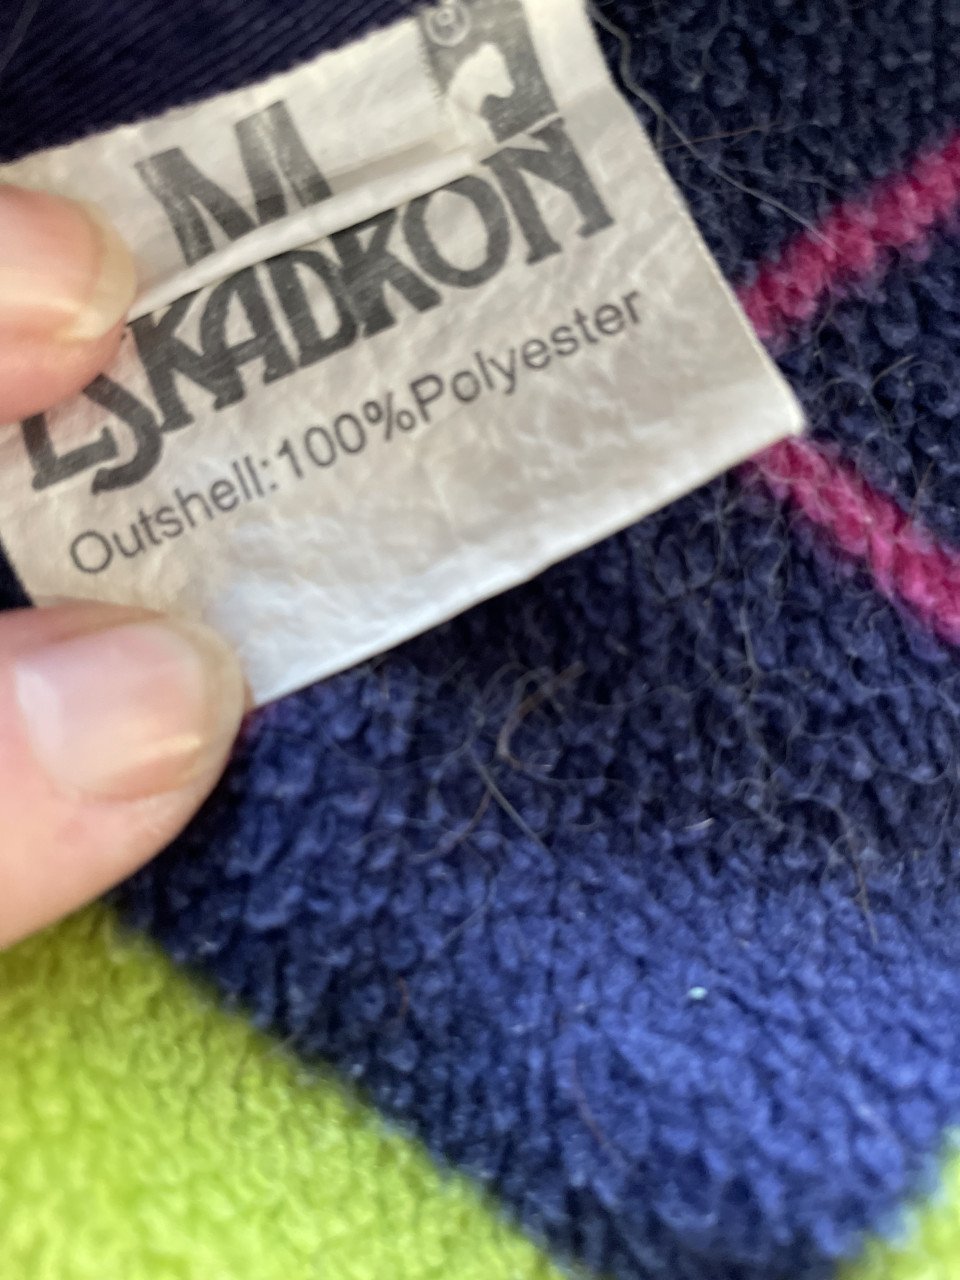 ®
M
ESKADRON
Outshell:100%Polyester